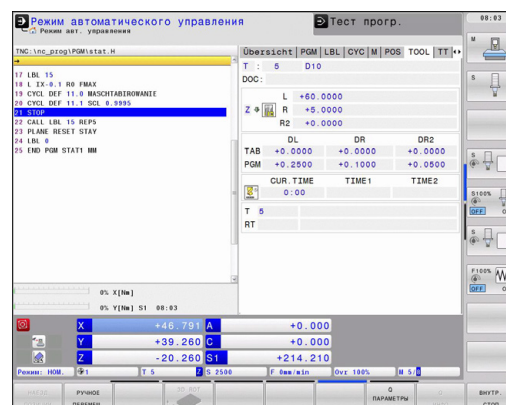 Режим автоматического управления
Режим авт. управления
Тест прогр.
08:03
TNC:\nc_prog\PGM\stat.H
→
17 LBL 15
18 L IX-0.1 R0 FMAX
19 CYCL DEF 11.0 MASCHTABIROWANIE
20 CYCL DEF 11.1 SCL 0.9995
21 STOP
22 CALL LBL 15 REP5
23 PLANE RESET STAY
24 LBL 0
25 END PGM STAT1 MM
0% X[Nm]
0% Y[Nm] S1 08:03
Übersicht PGM LBL CYC M POS TOOL TT
T : 5 D10
DOC:
L +60.0000
Z R +5.0000
R2 +0.0000
DL DR DR2
TAB +0.0000 +0.0000 +0.0000
PGM +0.2500 +0.1000 +0.0500
CUR.TIME TIME1 TIME2
0:00
T 5
RT
M
S
S
S100%
OFF
S
F100%
OFF
X +46.791 A +0.000
Y +39.260 C +0.000
Z -20.260 S1 +214.210
Режим: НОМ. 1 T 5 Z S 2500 F 0mm/min Ovr 100% M 5/8
РУЧНОЕ
ПЕРЕМЕЩ.
3D ROT
Q
ПАРАМЕТРЫ
ВНУТР.
СТОП